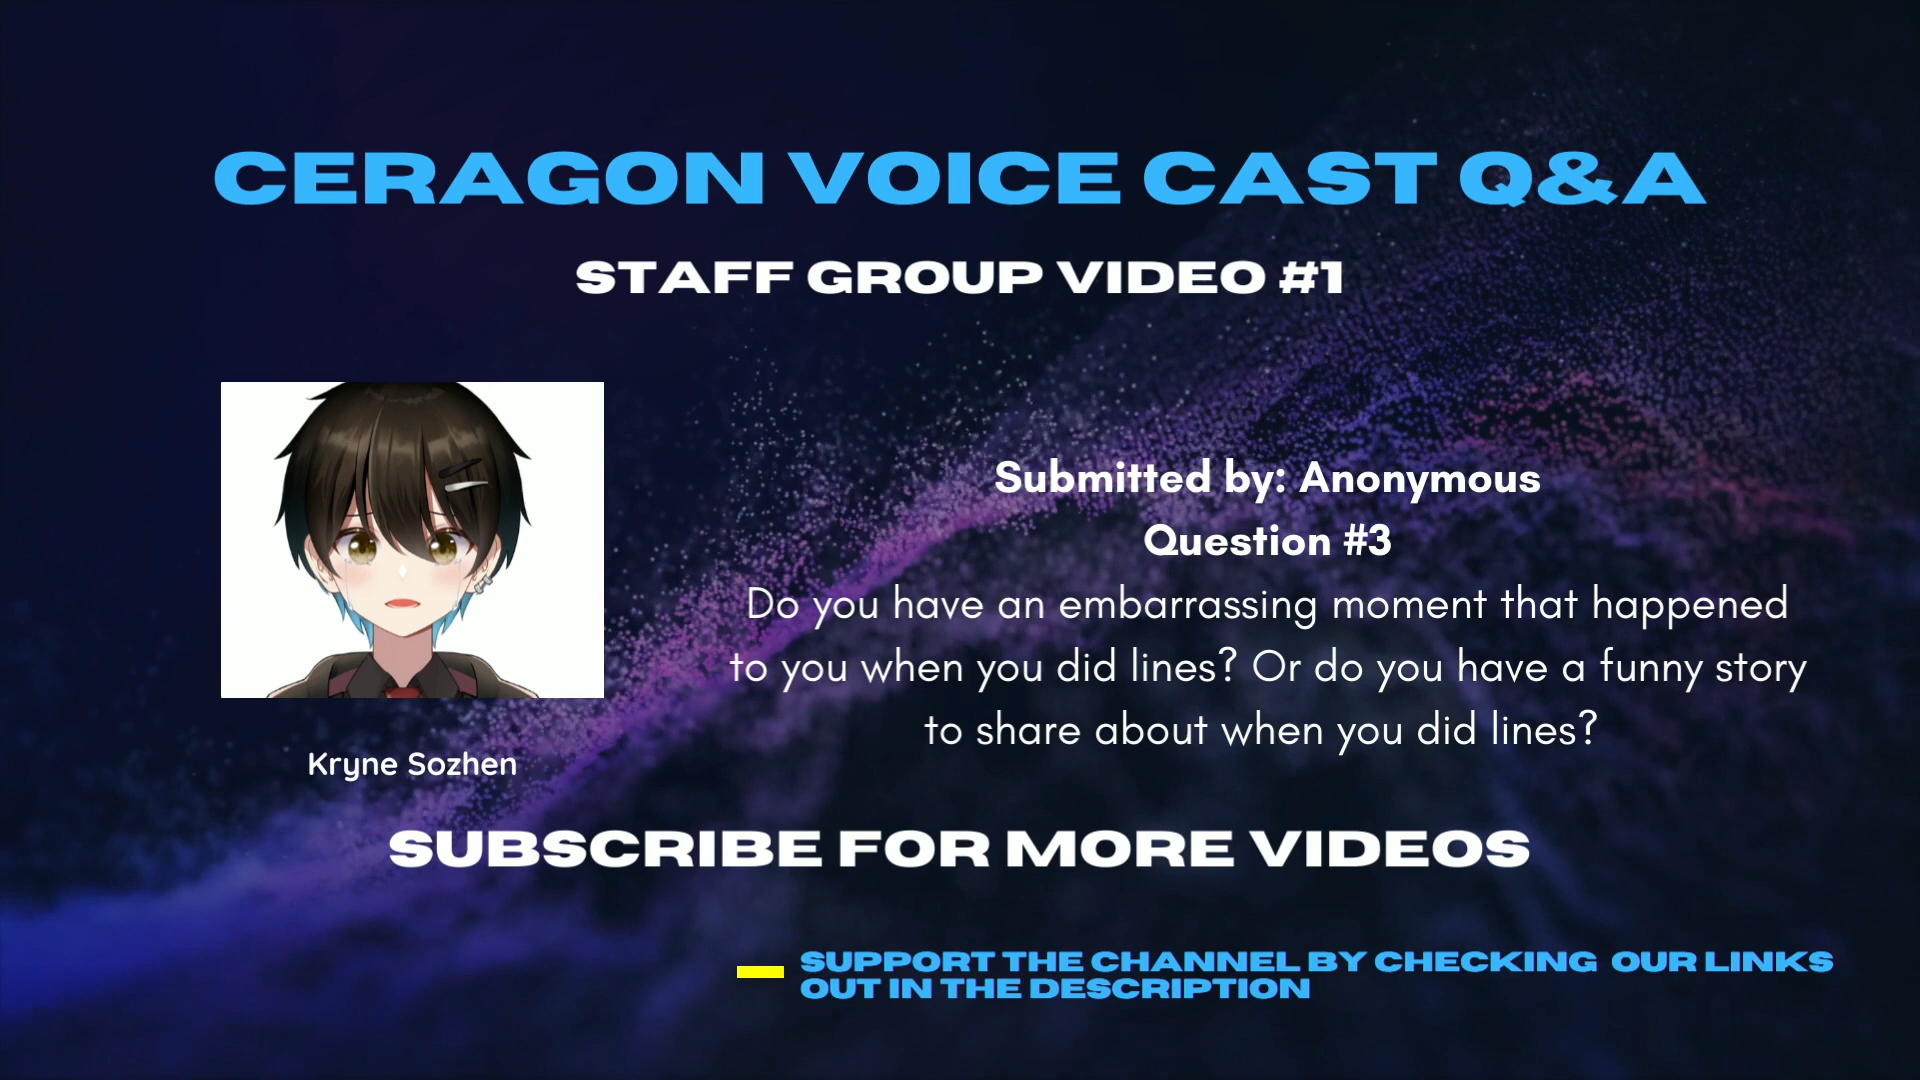 CERAGON VOICE CAST Q&A
STAFF GROUP VIDEO #1
Submitted by: Anonymous
Question #3
Do you have an embarrassing moment that happened
to you when you did lines? Or do you have a funny story
to share about when you did lines?
Kryne Sozhen
SUBSCRIBE FOR MORE VIDEOS
SUPPORT THE CHANNEL BY CHECKING OUR LINKS
OUT IN THE DESCRIPTION